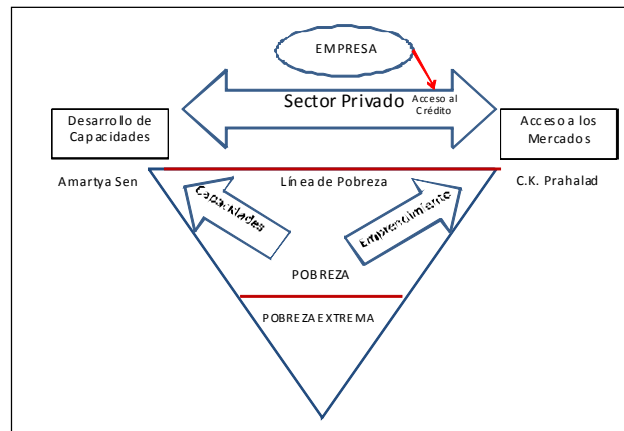 EMPRESA
Sector Privado
Acceso al
Crédito
Desarrollo de
Capacidades
Acceso a los
Mercados
Amartya Sen
Línea de Pobreza
C.K. Prahalad
Capacidades
Emprendimiento
POBREZA
POBREZA EXTREMA